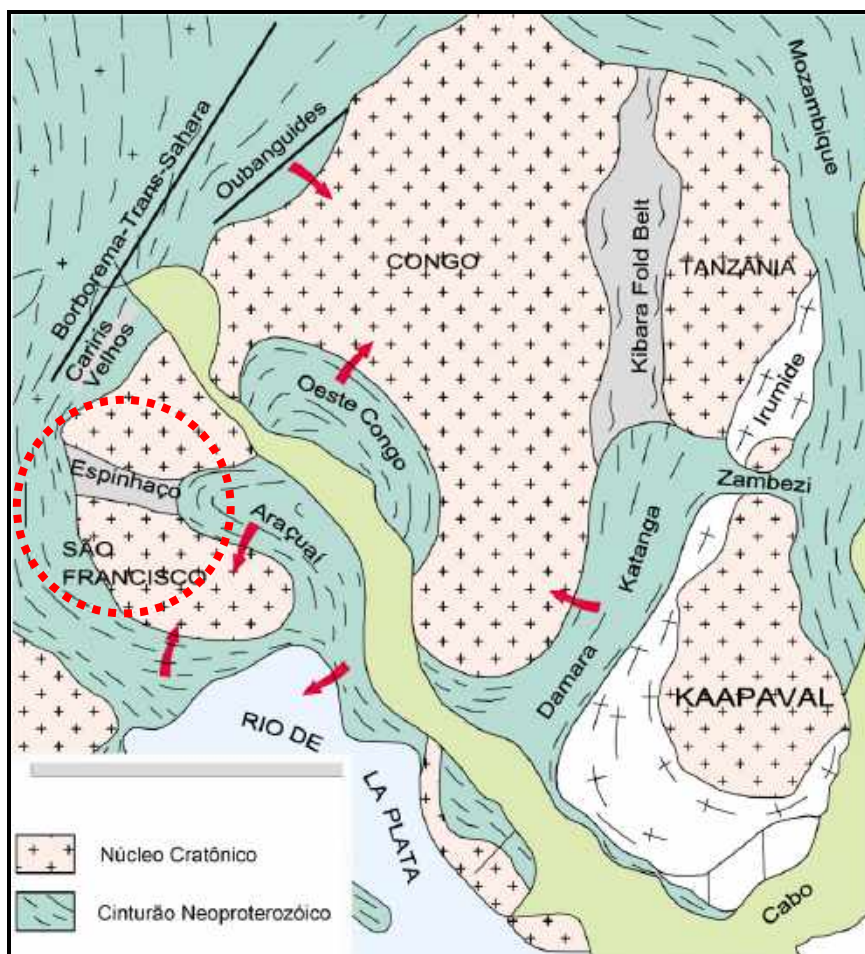 Mozambique
Oubanguides
Borborema-Trans-Sahara
CONGO
Kibara Fold Belt
TANZÂNIA
Cariris
Velhos
Irumide
Oeste Congo
Espinhaço
Zambezi
Araçuaí
Katanga
SÃO
FRANCISCO
Damara
KAAPAVAL
RIO DE
LA PLATA
Núcleo Cratônico
Cinturão Neoproterozóico
Cabo